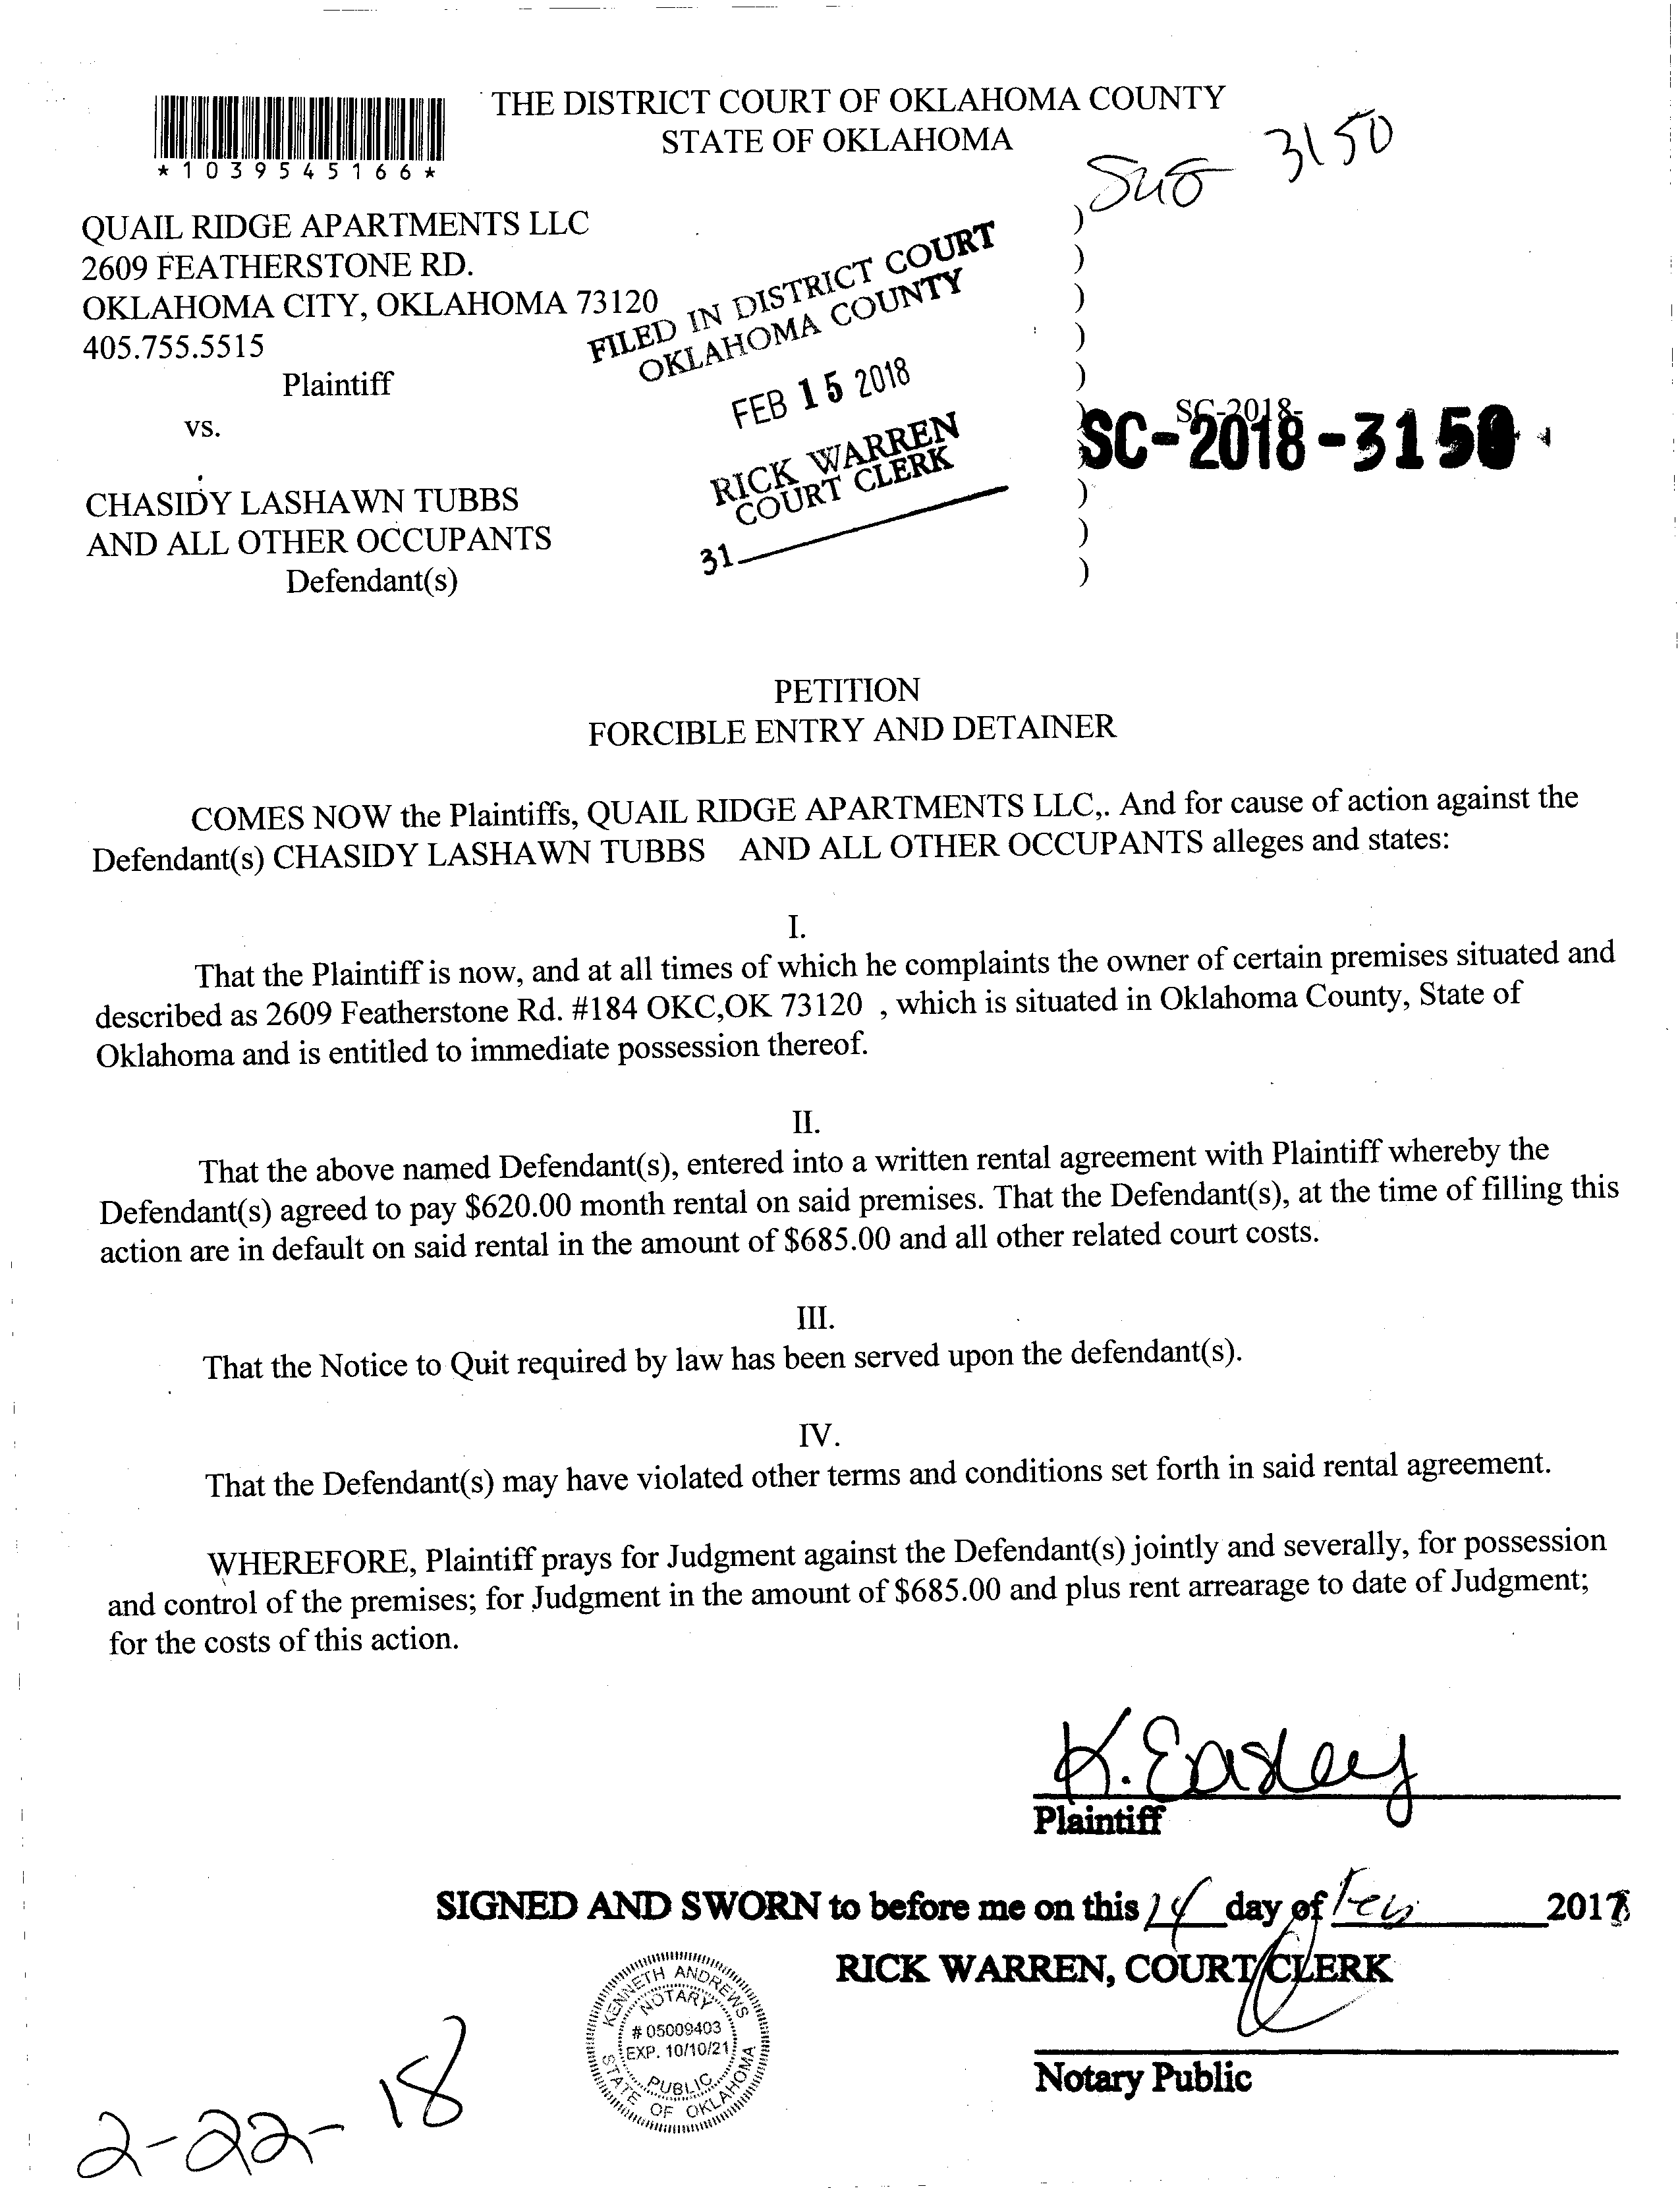 THE DISTRICT COURT OF OKLAHOMA COUNTY
STATE OF OKLAHOMA
*1039545166*
3150
QUAIL RIDGE APARTMENTS LLC
2609 FEATHERSTONE RD.
OKLAHOMA CITY, OKLAHOMA 73120
405.755.5515
Plaintiff
vs.
CHASIDY LASHAWN TUBBS
AND ALL OTHER OCCUPANTS
Defendant(s)
FILED IN DISTRICT COURT
OKLAHOMA COUNTY
FEB 15 2018
RICK WARREN
COURT CLERK
31
)
)
)
)
)
)
)
)
)
SC-2018-
SC-2018-3150
PETITION
FORCIBLE ENTRY AND DETAINER
COMES NOW the Plaintiffs, QUAIL RIDGE APARTMENTS LLC,. And for cause of action against the
Defendant(s) CHASIDY LASHAWN TUBBS AND ALL OTHER OCCUPANTS alleges and states:
I.
That the Plaintiff is now, and at all times of which he complaints the owner of certain premises situated and
described as 2609 Featherstone Rd. #184 OKC,OK 73120 , which is situated in Oklahoma County, State of
Oklahoma and is entitled to immediate possession thereof.
II.
That the above named Defendant(s), entered into a written rental agreement with Plaintiff whereby the
Defendant(s) agreed to pay $620.00 month rental on said premises. That the Defendant(s), at the time of filling this
action are in default on said rental in the amount of $685.00 and all other related court costs.
III.
That the Notice to Quit required by law has been served upon the defendant(s).
IV.
That the Defendant(s) may have violated other terms and conditions set forth in said rental agreement.
WHEREFORE, Plaintiff prays for Judgment against the Defendant(s) jointly and severally, for possession
and control of the premises; for Judgment in the amount of $685.00 and plus rent arrearage to date of Judgment;
for the costs of this action.
K. Easley
Plaintiff
SIGNED AND SWORN to before me on this 14 day of Feb 2018
RICK WARREN, COURT CLERK
Notary Public
KENNETH ANDREWS
NOTARY
# 05009403
EXP. 10/10/21
PUBLIC
STATE OF OKLAHOMA
2-22-18